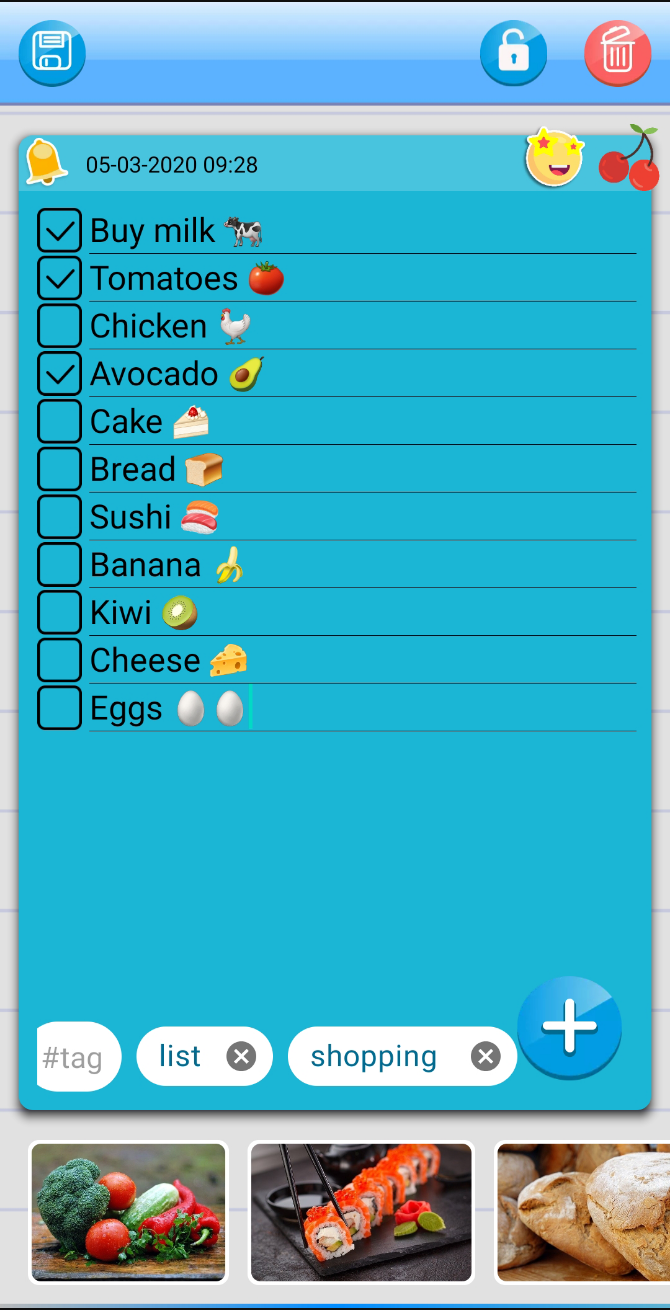 05-03-2020 09:28
Buy milk 🐄
Tomatoes 🍅
Chicken 🐓
Avocado 🥑
Cake 🍰
Bread 🍞
Sushi 🍣
Banana 🍌
Kiwi 🥝
Cheese 🧀
Eggs 🥚🥚
#tag list shopping